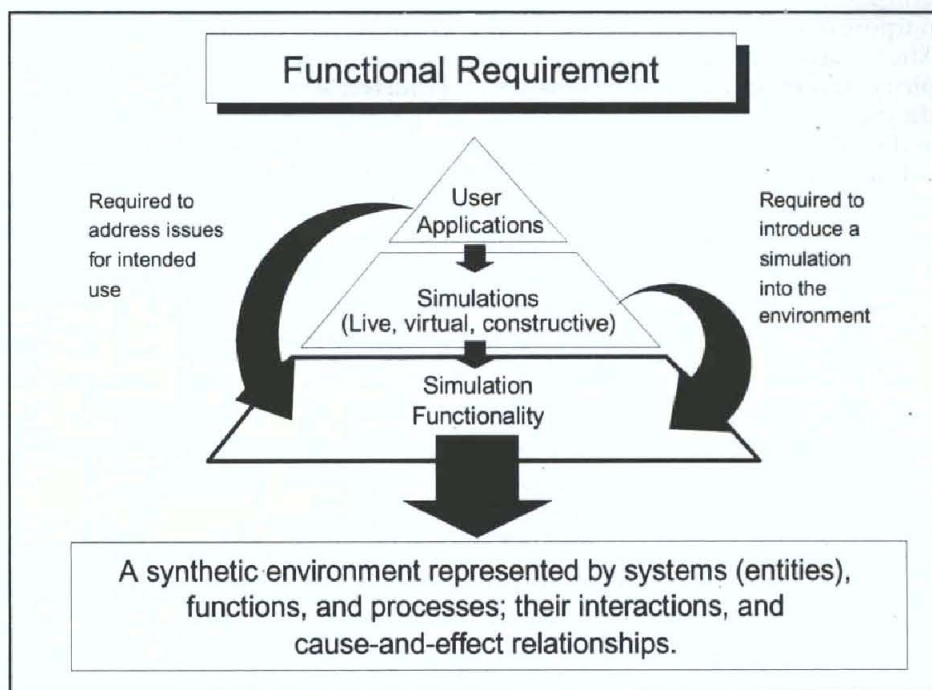 Functional Requirement
Required to
address issues
for intended
use
User
Applications
Required to
introduce a
simulation
into the
environment
Simulations
(Live, virtual, constructive)
Simulation
Functionality
A synthetic environment represented by systems (entities),
functions, and processes; their interactions, and
cause-and-effect relationships.